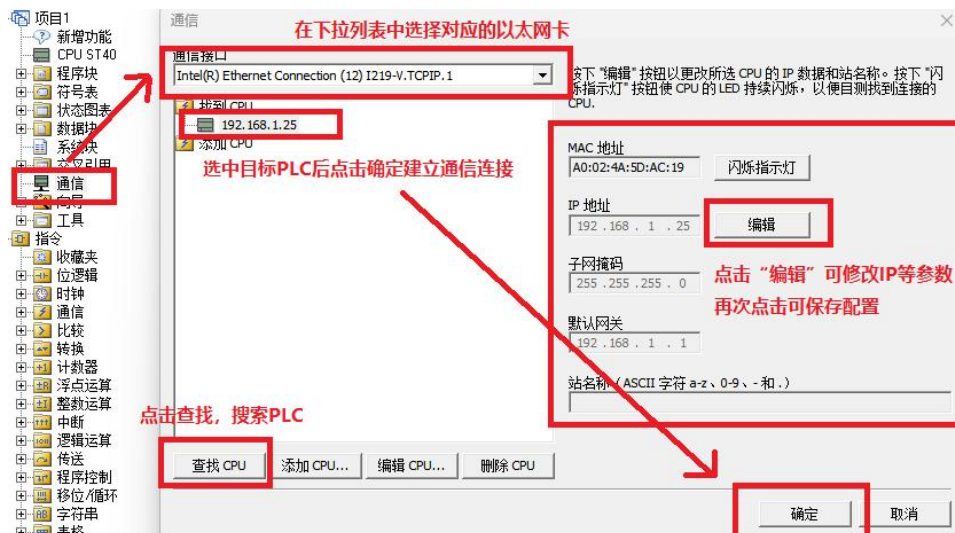 项目1
新增功能
CPU ST40
程序块
符号表
状态图表
数据块
系统块
交叉引用
通信
向导
工具
指令
收藏夹
位逻辑
时钟
通信
比较
转换
计数器
浮点运算
整数运算
中断
逻辑运算
传送
程序控制
移位/循环
字符串
表格
通信
在下拉列表中选择对应的以太网卡
通信接口
Intel(R) Ethernet Connection (12) I219-V.TCPIP.1
找到 CPU
192.168.1.25
添加 CPU
选中目标PLC后点击确定建立通信连接
按下 "编辑" 按钮以更改所选 CPU 的 IP 数据和站名称。按下 "闪
烁指示灯" 按钮使 CPU 的 LED 持续闪烁，以便目测找到连接的
CPU.
MAC 地址
A0:02:4A:5D:AC:19
闪烁指示灯
IP 地址
192 . 168 . 1 . 25
编辑
子网掩码
255 . 255 . 255 . 0
点击“编辑”可修改IP等参数
再次点击可保存配置
默认网关
192 . 168 . 1 . 1
站名称（ASCII 字符 a-z、0-9、- 和 .）
点击查找，搜索PLC
查找 CPU
添加 CPU...
编辑 CPU...
删除 CPU
确定
取消